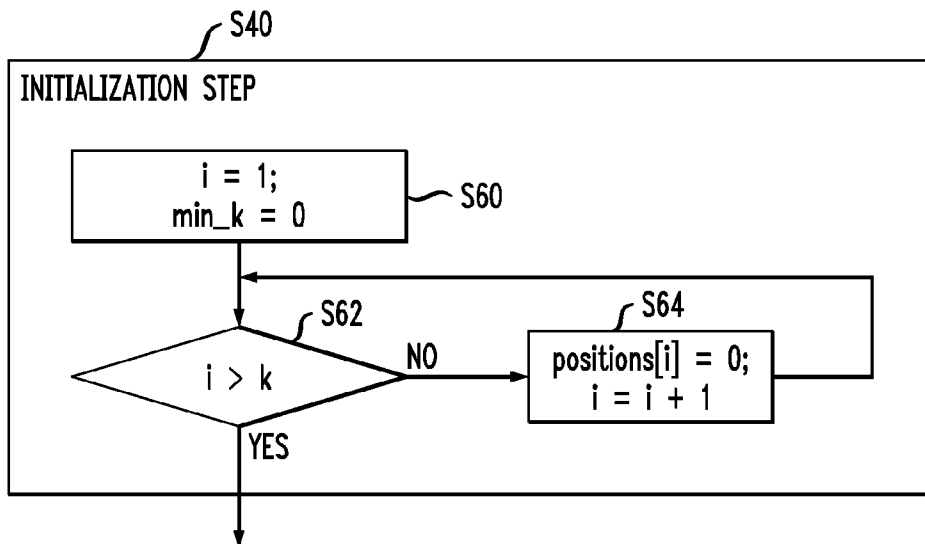 S40
INITIALIZATION STEP
i = 1;
min_k = 0
S60
S62
S64
i > k
NO
positions[i] = 0;
i = i + 1
YES